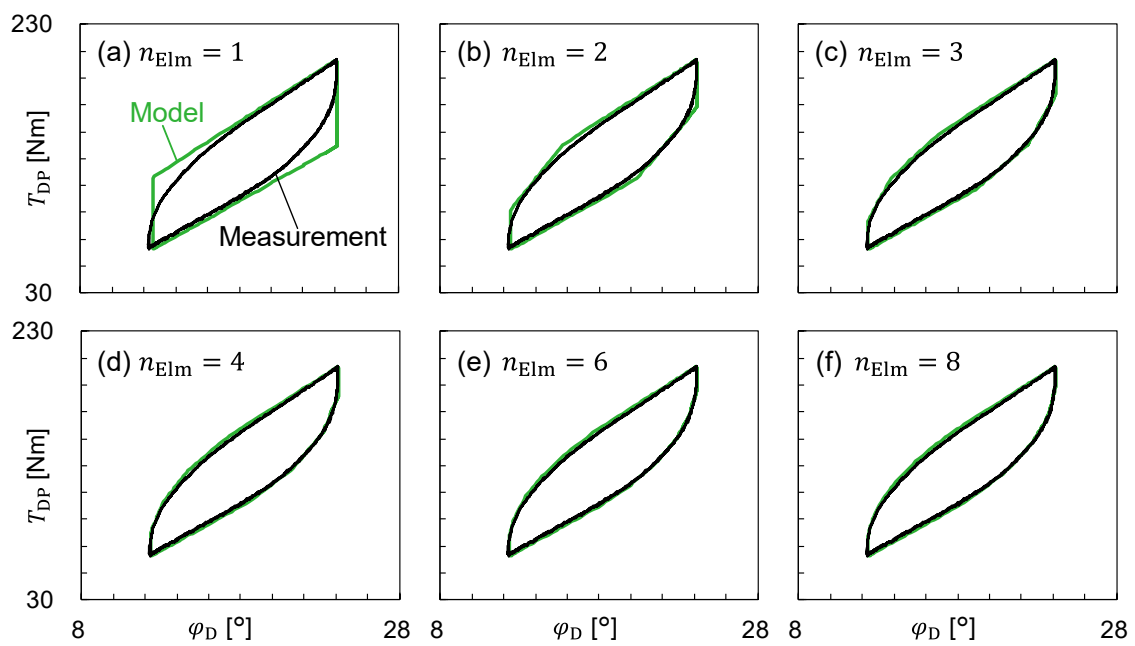 230
(a) n_Elm = 1
(b) n_Elm = 2
(c) n_Elm = 3
Model
T_DP [Nm]
Measurement
30
230
(d) n_Elm = 4
(e) n_Elm = 6
(f) n_Elm = 8
T_DP [Nm]
30
8 φ_D [°] 28
8 φ_D [°]
8 φ_D [°] 28